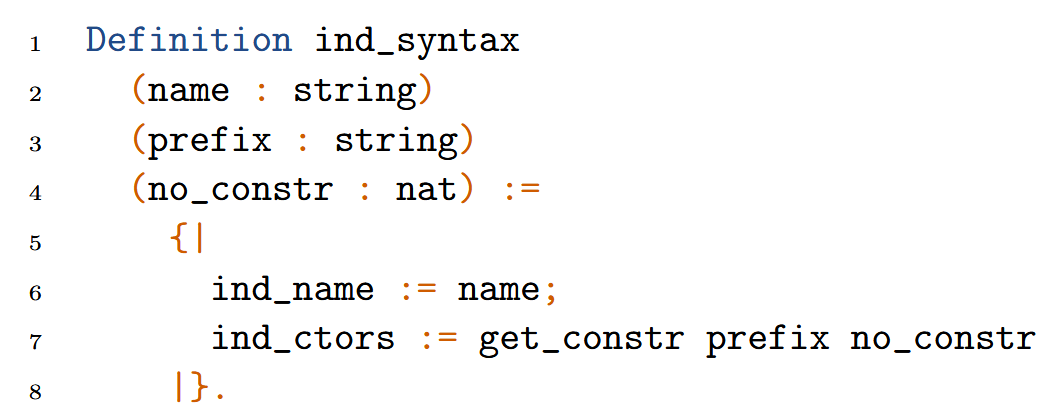 1 Definition ind_syntax
2 (name : string)
3 (prefix : string)
4 (no_constr : nat) :=
5 {|
6 ind_name := name;
7 ind_ctors := get_constr prefix no_constr
8 |}.